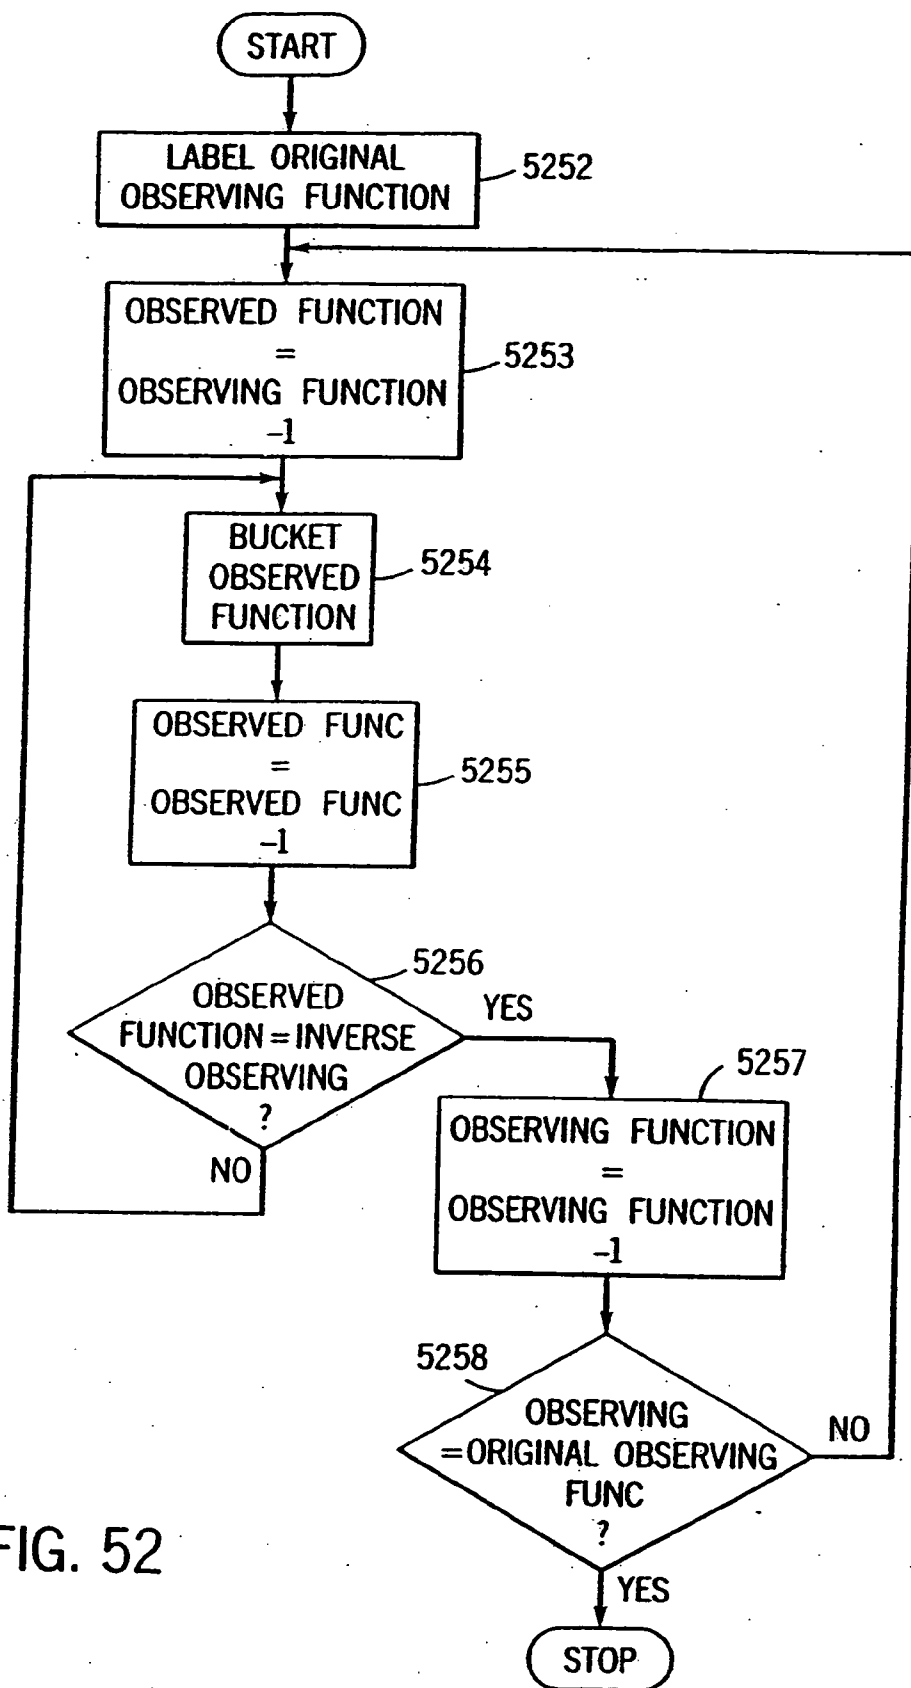 START
LABEL ORIGINAL
OBSERVING FUNCTION
5252
OBSERVED FUNCTION
=
OBSERVING FUNCTION
-1
5253
BUCKET
OBSERVED
FUNCTION
5254
OBSERVED FUNC
=
OBSERVED FUNC
-1
5255
5256
OBSERVED
FUNCTION = INVERSE
OBSERVING
?
YES
NO
5257
OBSERVING FUNCTION
=
OBSERVING FUNCTION
-1
5258
OBSERVING
=ORIGINAL OBSERVING
FUNC
?
NO
YES
STOP
FIG. 52